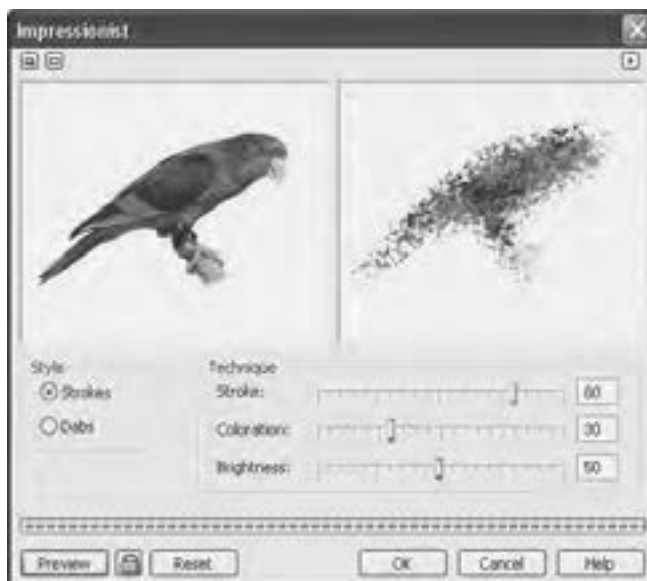 Impressionist
Style:
Strokes
Dabs
Technique
Stroke: 80
Coloration: 30
Brightness: 50
Preview Reset OK Cancel Help